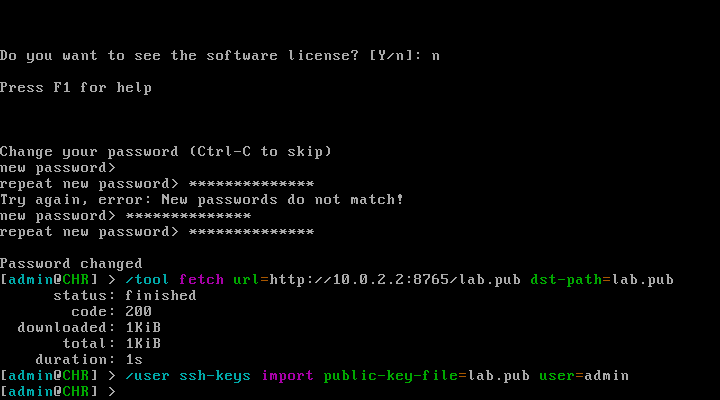 Do you want to see the software license? [Y/n]: n
Press F1 for help
Change your password (Ctrl-C to skip)
new password>
repeat new password> **************
Try again, error: New passwords do not match!
new password> **************
repeat new password> **************
Password changed
[admin@CHR] > /tool fetch url=http://10.0.2.2:8765/lab.pub dst-path=lab.pub
status: finished
code: 200
downloaded: 1KiB
total: 1KiB
duration: 1s
[admin@CHR] > /user ssh-keys import public-key-file=lab.pub user=admin
[admin@CHR] >